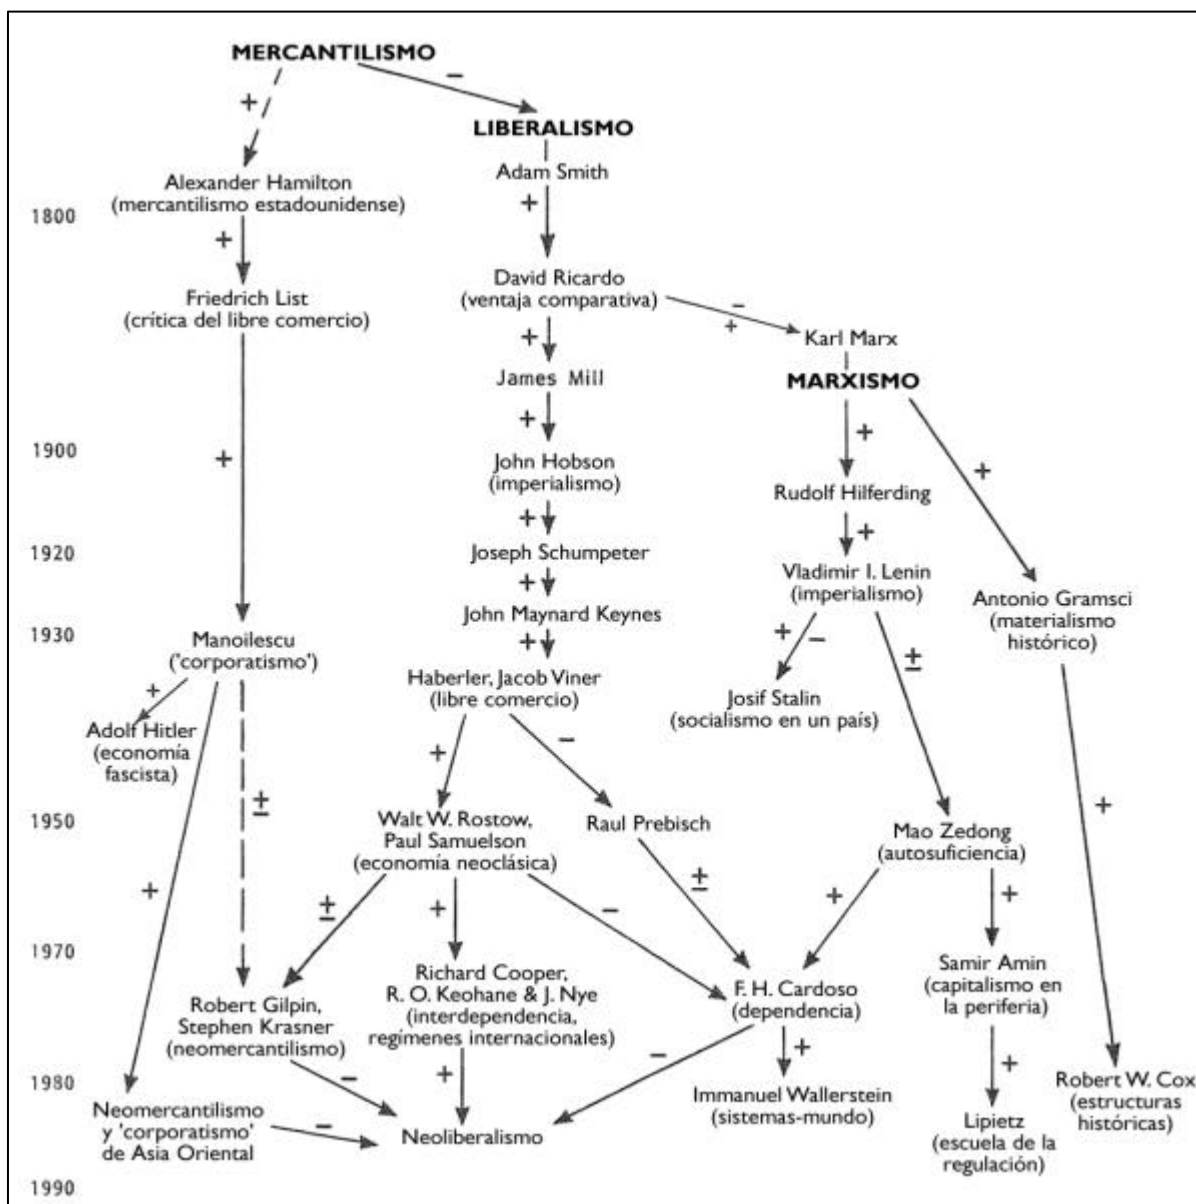 MERCANTILISMO
–
+
LIBERALISMO
Adam Smith
Alexander Hamilton
(mercantilismo estadounidense)
+
1800
+
David Ricardo
(ventaja comparativa)
Friedrich List
(crítica del libre comercio)
–
+
Karl Marx
+
James Mill
MARXISMO
+
+
1900
+
John Hobson
(imperialismo)
+
Rudolf Hilferding
+
+
1920
Joseph Schumpeter
Vladimir I. Lenin
(imperialismo)
+
Antonio Gramsci
(materialismo
histórico)
John Maynard Keynes
1930
Manoilescu
('corporatismo')
+
+ –
±
Haberler, Jacob Viner
(libre comercio)
+
Josif Stalin
(socialismo en un país)
Adolf Hitler
(economía
fascista)
+
–
±
+
1950
Walt W. Rostow,
Paul Samuelson
(economía neoclásica)
Raul Prebisch
Mao Zedong
(autosuficiencia)
+
±
+
–
±
+
+
1970
Richard Cooper,
R. O. Keohane & J. Nye
(interdependencia,
regímenes internacionales)
F. H. Cardoso
(dependencia)
Samir Amin
(capitalismo en
la periferia)
Robert Gilpin,
Stephen Krasner
(neomercantilismo)
–
+
–
+
+
1980
Neomercantilismo
y 'corporatismo'
de Asia Oriental
–
Neoliberalismo
Immanuel Wallerstein
(sistemas-mundo)
Lipietz
(escuela de la
regulación)
Robert W. Cox
(estructuras
históricas)
1990